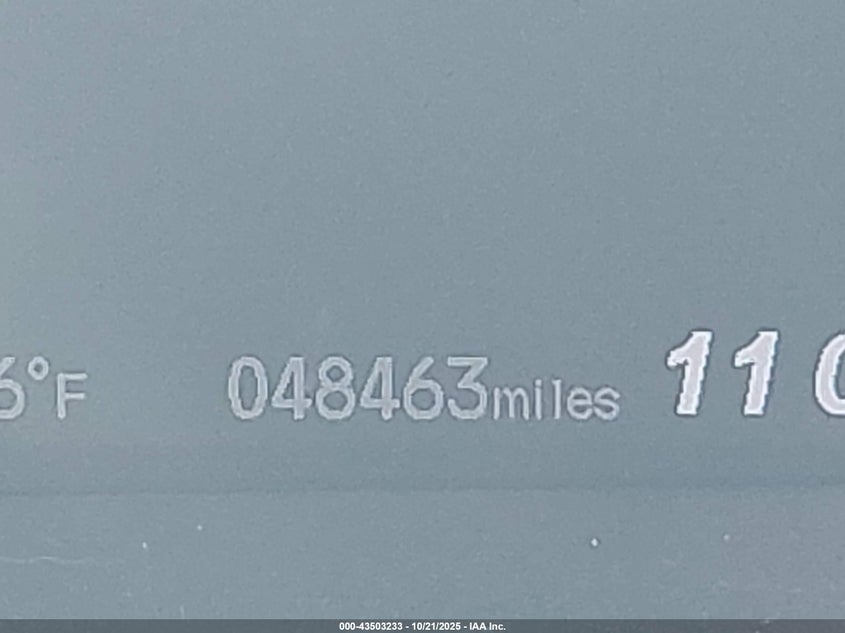 6°F 048463miles 11
000-43503233 - 10/21/2025 - IAA Inc.